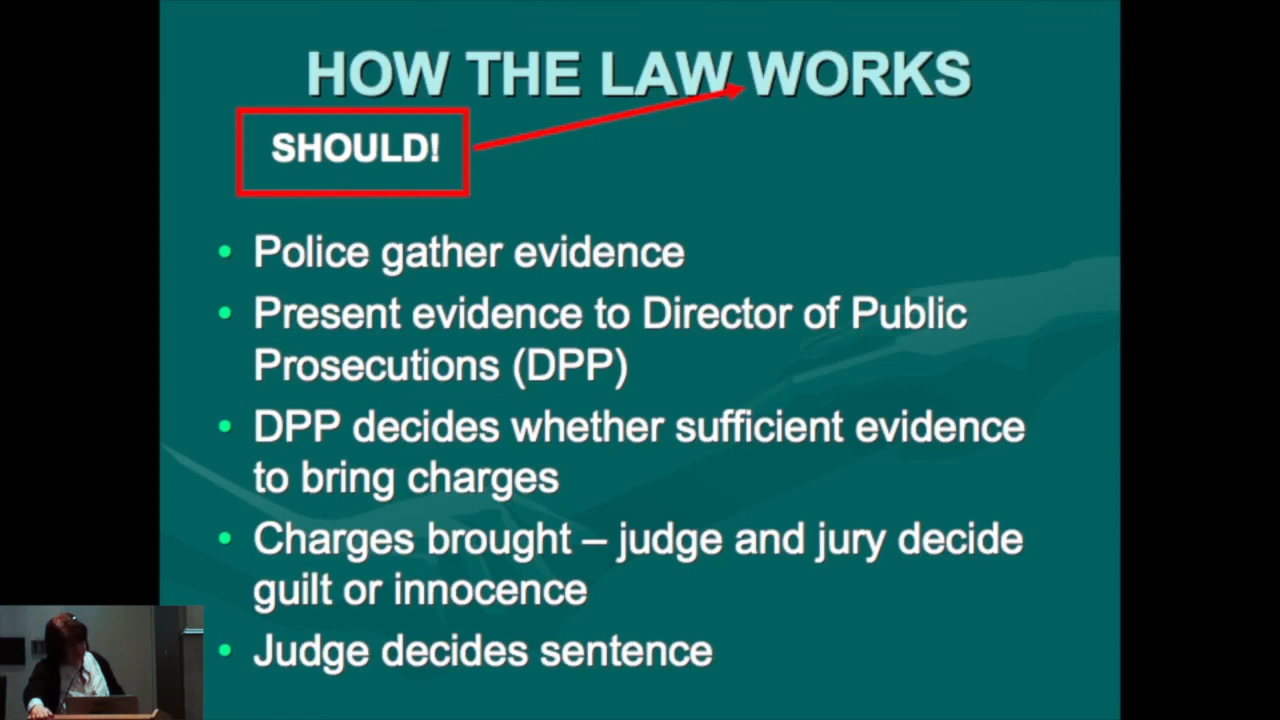 HOW THE LAW WORKS
SHOULD!
• Police gather evidence
• Present evidence to Director of Public
Prosecutions (DPP)
• DPP decides whether sufficient evidence
to bring charges
• Charges brought – judge and jury decide
guilt or innocence
• Judge decides sentence